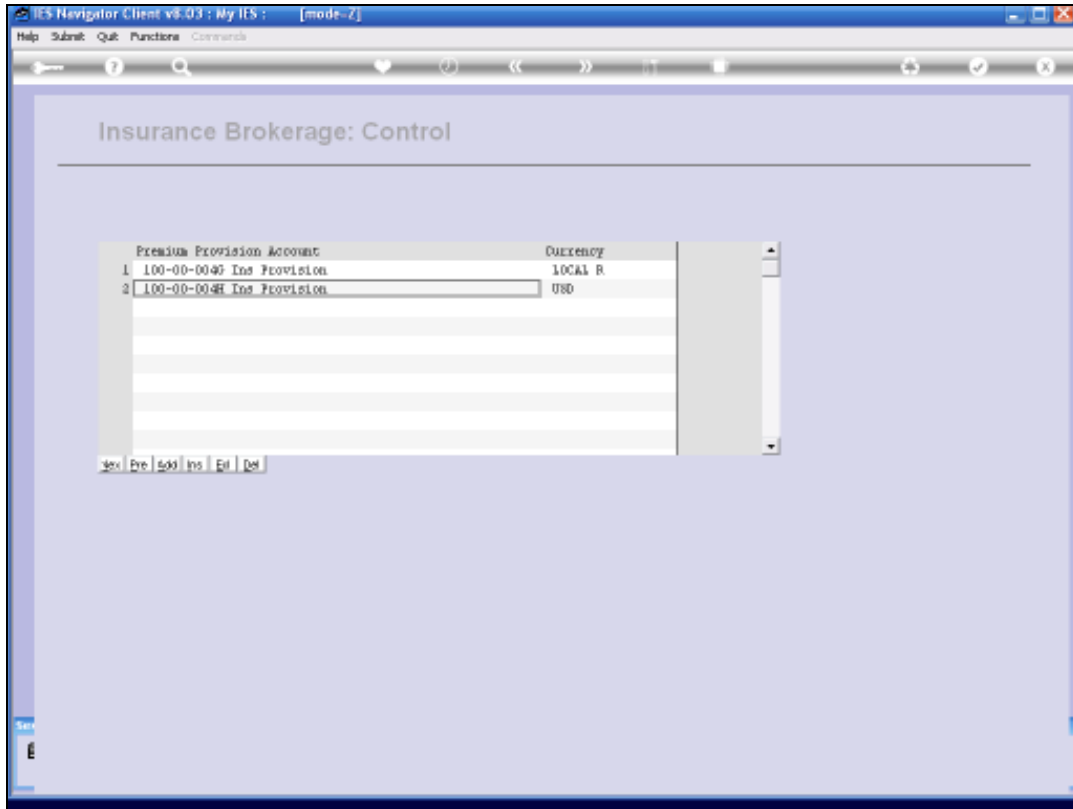 IES Navigator Client v8.03 : My IES : [mode=Z]
Help Submit Quit Functions Commands
Insurance Brokerage: Control
Premium Provision Account Currency
1 100-00-004G Ins Provision LOCAL R
2 100-00-004H Ins Provision USD
Nex Pre Add Ins Del